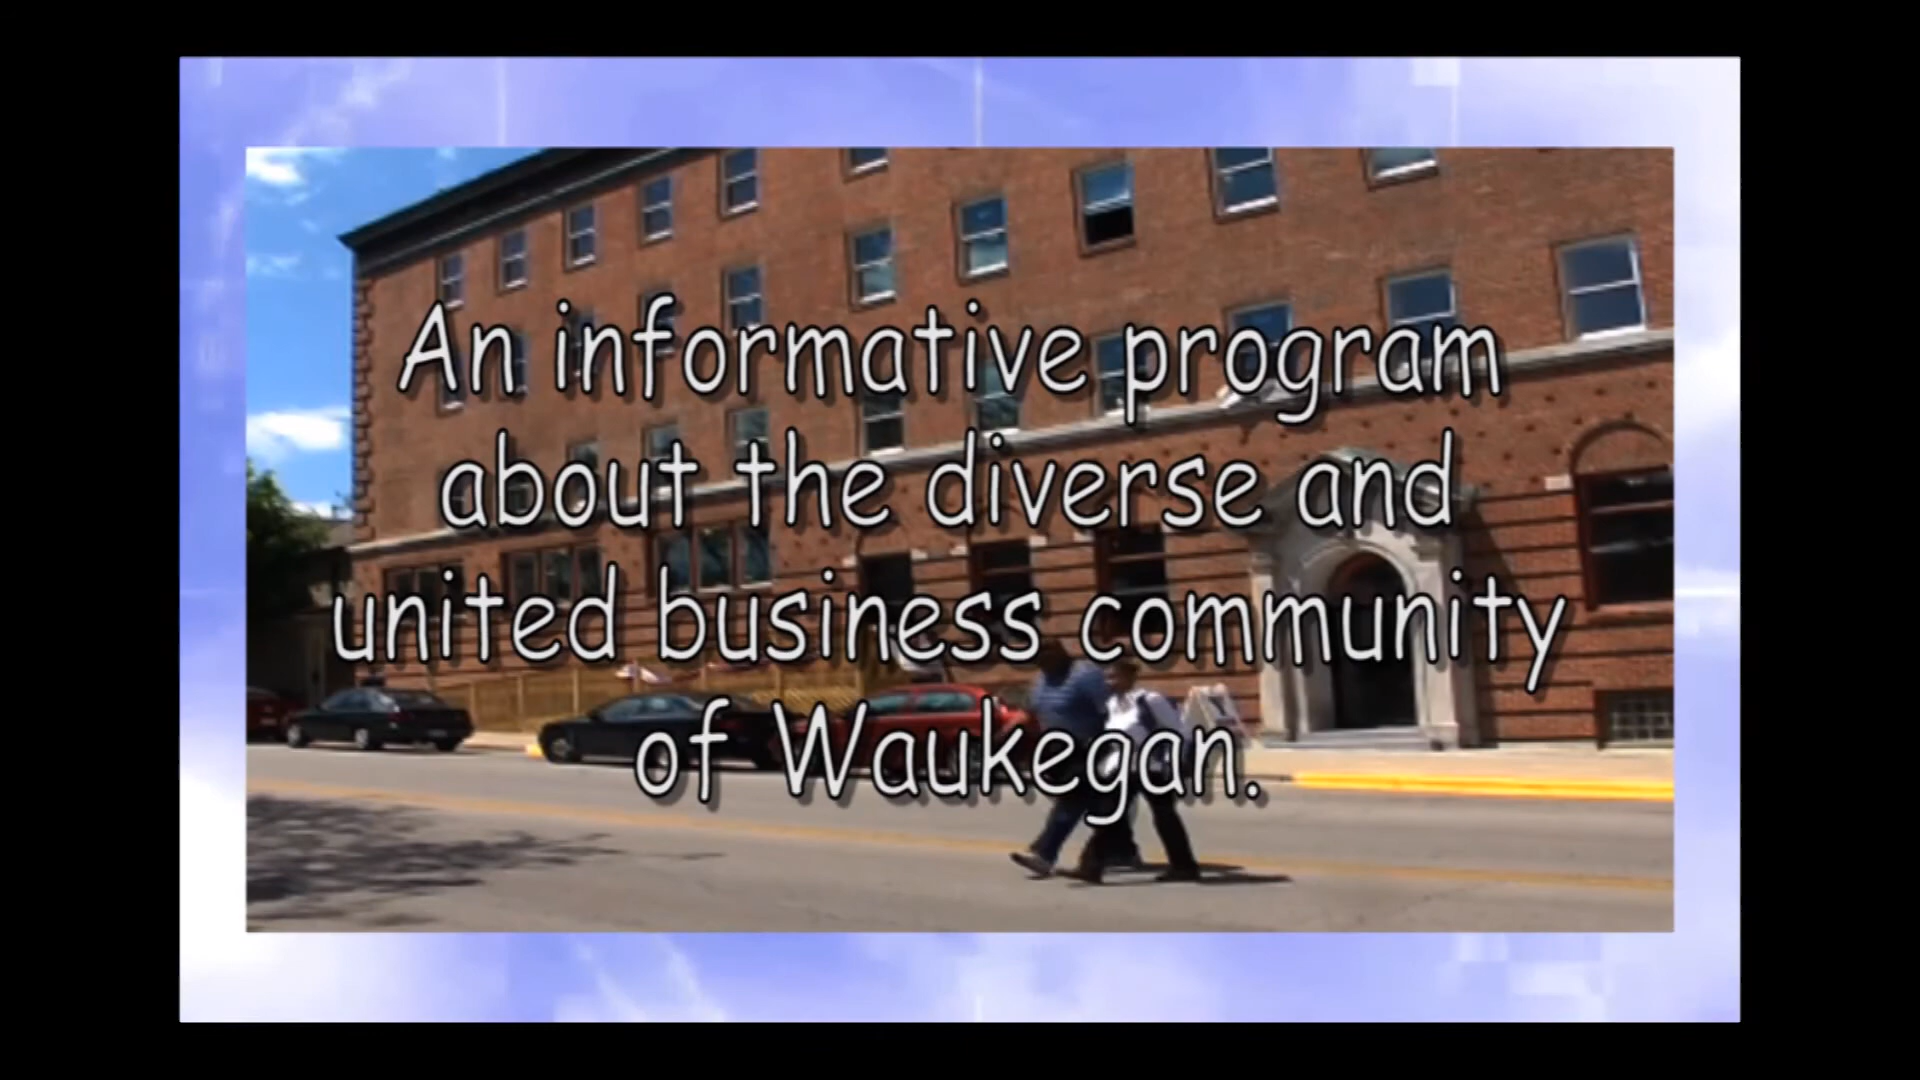 An informative program
about the diverse and
united business community
of Waukegan.